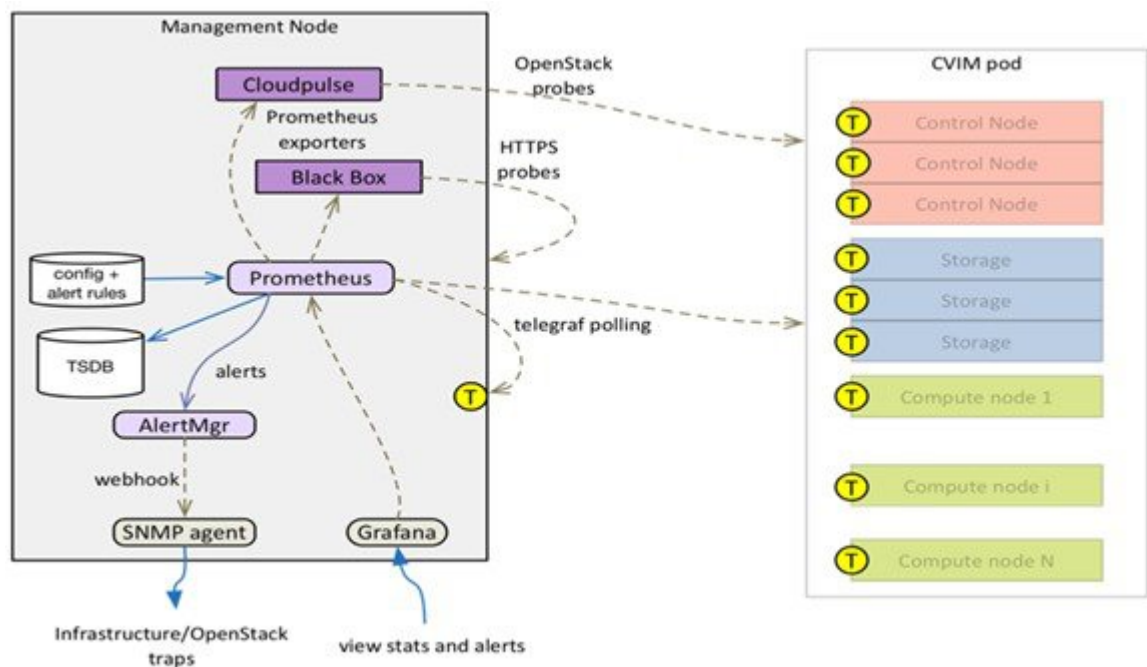 Management Node
Cloudpulse
Prometheus
exporters
Black Box
OpenStack
probes
HTTPS
probes
config +
alert rules
Prometheus
TSDB
alerts
telegraf polling
T
AlertMgr
webhook
SNMP agent
Grafana
Infrastructure/OpenStack
traps
view stats and alerts
CVIM pod
T Control Node
T Control Node
T Control Node
T Storage
T Storage
T Storage
T Compute node 1
T Compute node i
T Compute node N